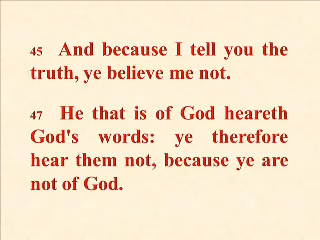 45 And because I tell you the
truth, ye believe me not.
47 He that is of God heareth
God's words: ye therefore
hear them not, because ye are
not of God.